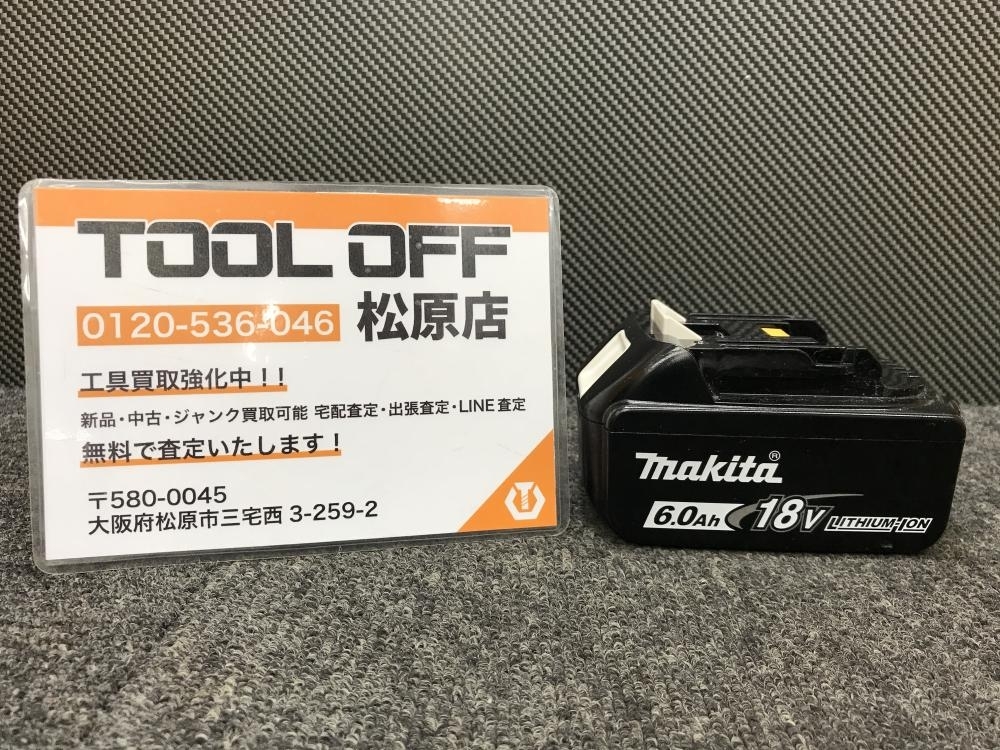 TOOL OFF
0120-536-046 松原店
工具買取強化中！！
新品・中古・ジャンク買取可能 宅配査定・出張査定・LINE査定
無料で査定いたします！
〒580-0045
大阪府松原市三宅西 3-259-2
makita®
6.0Ah 18V LITHIUM-ION